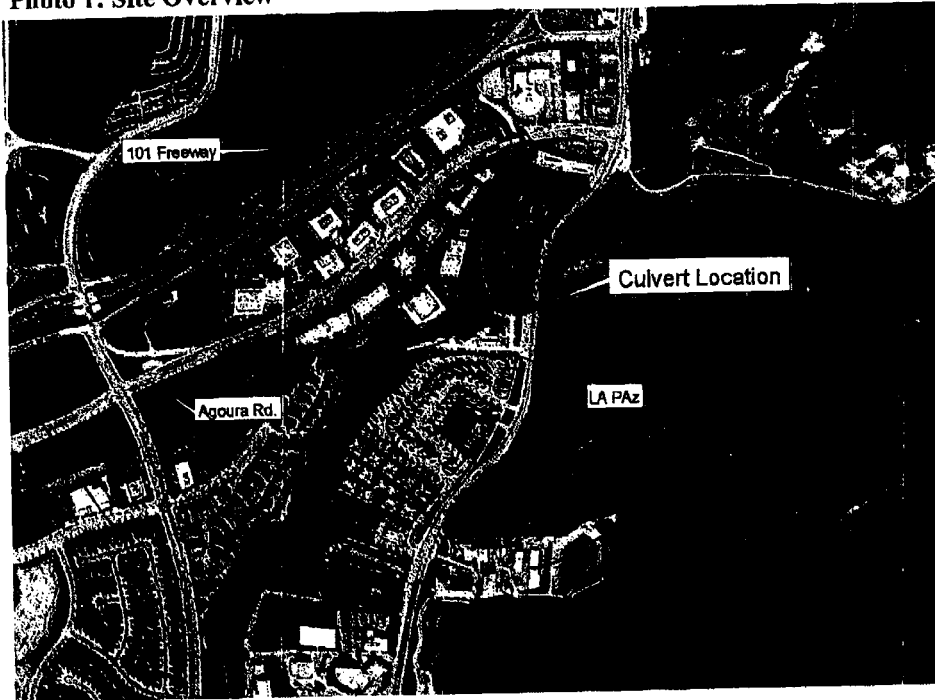 Photo 1: Site Overview
101 Freeway
Culvert Location
LA PAz
Agoura Rd.